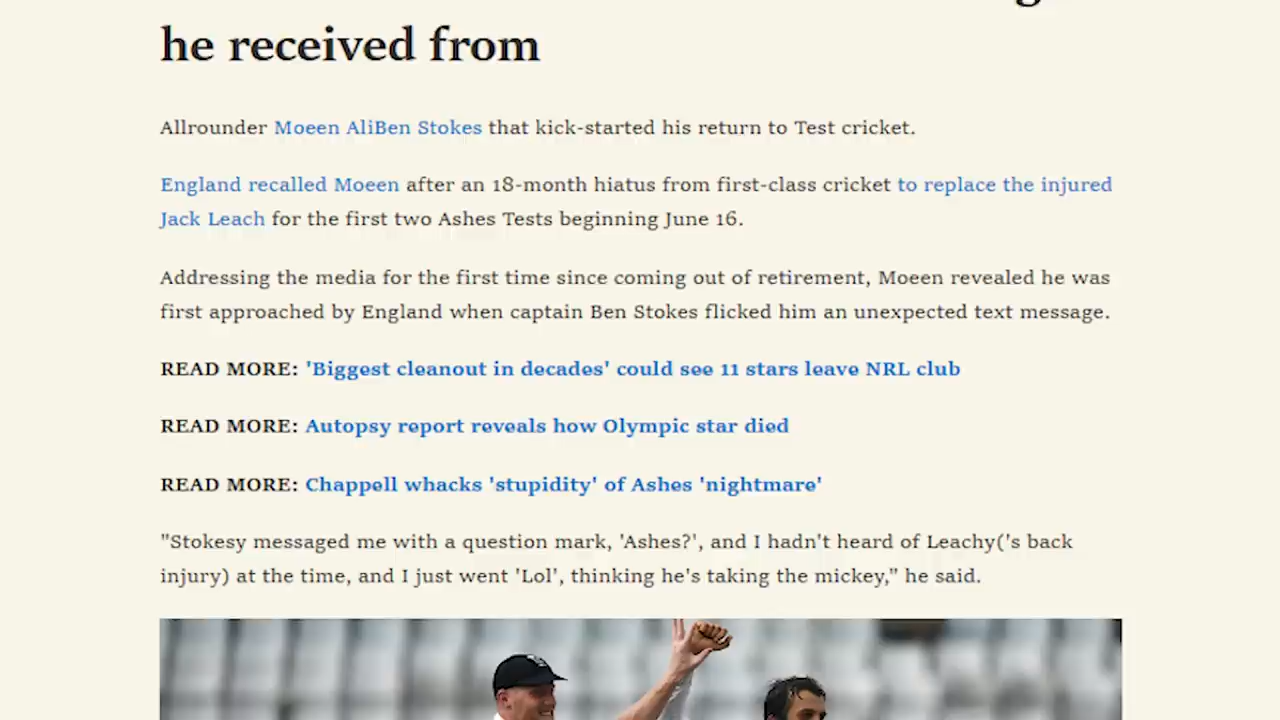 he received from
Allrounder Moeen AliBen Stokes that kick-started his return to Test cricket.
England recalled Moeen after an 18-month hiatus from first-class cricket to replace the injured
Jack Leach for the first two Ashes Tests beginning June 16.
Addressing the media for the first time since coming out of retirement, Moeen revealed he was
first approached by England when captain Ben Stokes flicked him an unexpected text message.
READ MORE: 'Biggest cleanout in decades' could see 11 stars leave NRL club
READ MORE: Autopsy report reveals how Olympic star died
READ MORE: Chappell whacks 'stupidity' of Ashes 'nightmare'
"Stokesy messaged me with a question mark, 'Ashes?', and I hadn't heard of Leachy('s back
injury) at the time, and I just went 'Lol', thinking he's taking the mickey," he said.